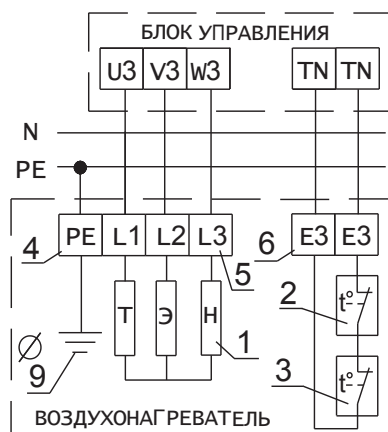 БЛОК УПРАВЛЕНИЯ
U3 V3 W3 TN TN
N
PE
4 PE L1 L2 L3 5 6 E3 E3
Т Э Н 1
t° 2
9
t° 3
ВОЗДУХОНАГРЕВАТЕЛЬ